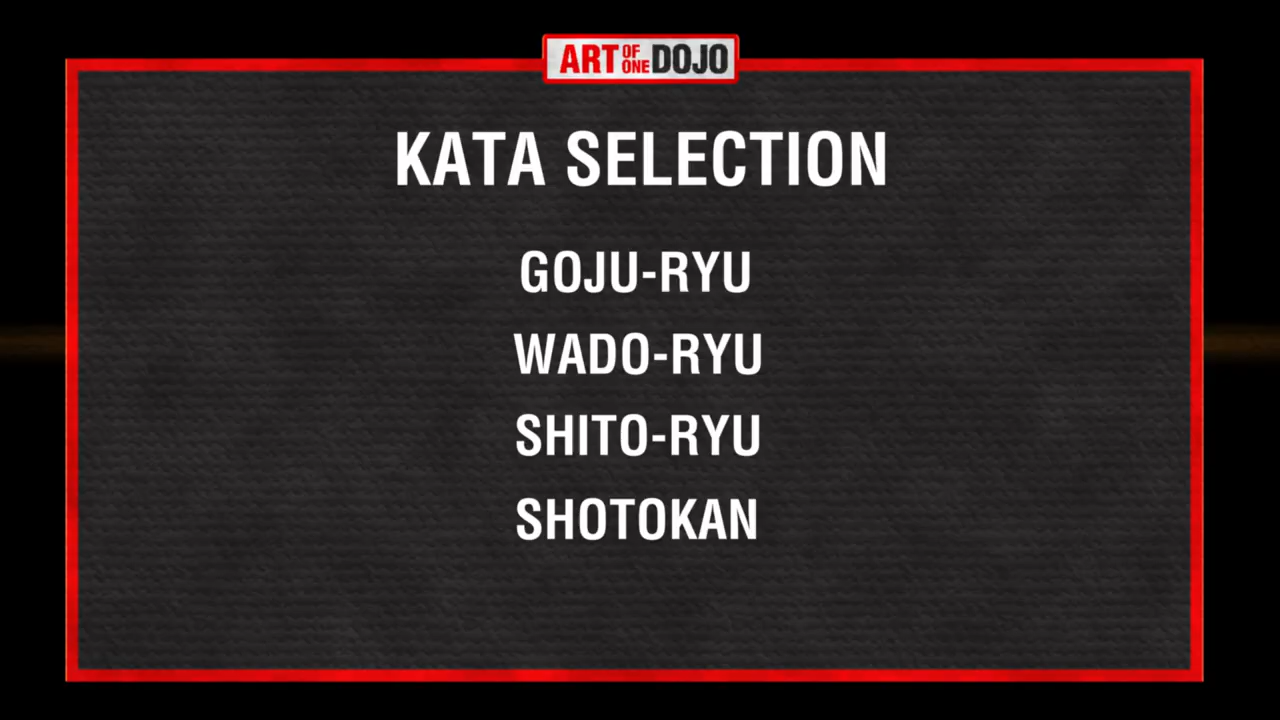 ART OF ONE DOJO
KATA SELECTION
GOJU-RYU
WADO-RYU
SHITO-RYU
SHOTOKAN